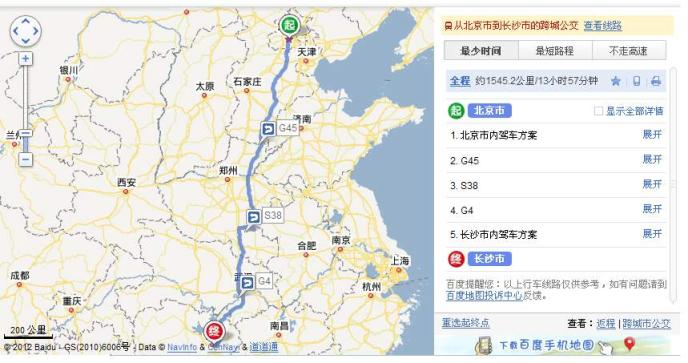 起
天津
银川
石家庄
太原
济南
G45
兰州
西安
郑州
S38
合肥
南京
上海
成都
杭州
G4
重庆
南昌
终
200 公里
© 2012 Baidu - GS(2010)6006号 - Data © NavInfo & CenNavi & 道道通
从北京市到长沙市的跨城公交 查看线路
最少时间 最短路程 不走高速
全程 约1545.2公里/13小时57分钟
起 北京市 显示全部详情
1. 北京市内驾车方案 展开
2. G45 展开
3. S38 展开
4. G4 展开
5. 长沙市内驾车方案 展开
终 长沙市
百度提醒您：以上行车线路仅供参考，如有问题请到
百度地图投诉中心反馈。
重选起终点 查看：返程 | 跨城市公交
下载百度手机地图